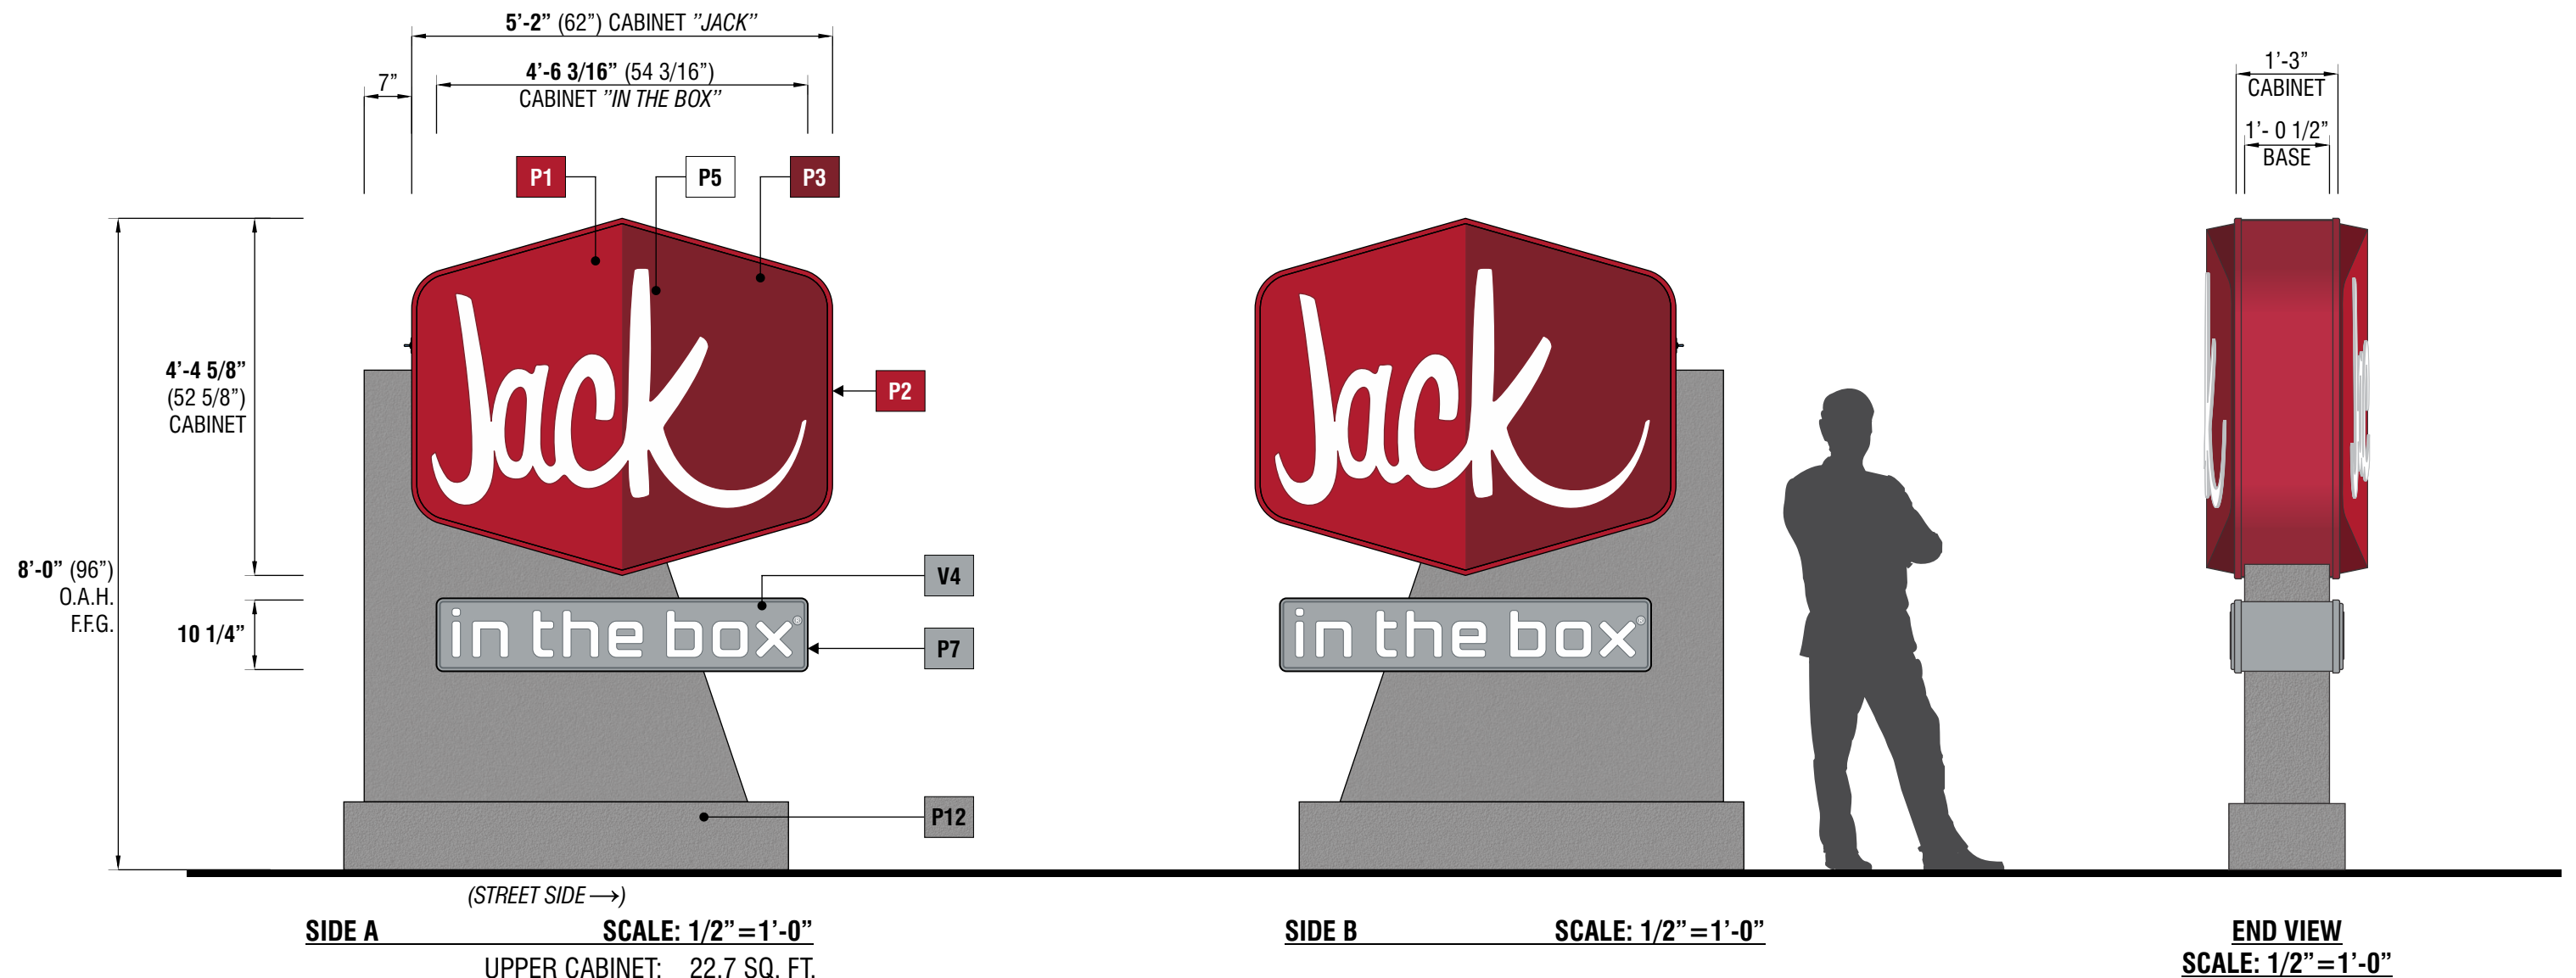 5’-2” (62”) CABINET ”JACK”
4’-6 3/16” (54 3/16”)
CABINET ”IN THE BOX”
7”
1’-3”
CABINET
1’- 0 1/2”
BASE
P1
P5
P3
Jack
Jack
4’-4 5/8”
(52 5/8”)
CABINET
P2
8’-0” (96”)
O.A.H.
F.F.G.
10 1/4”
V4
in the box®
in the box®
P7
P12
(STREET SIDE →)
SIDE A SCALE: 1/2”=1’-0”
UPPER CABINET: 22.7 SQ. FT.
SIDE B SCALE: 1/2”=1’-0”
END VIEW
SCALE: 1/2”=1’-0”